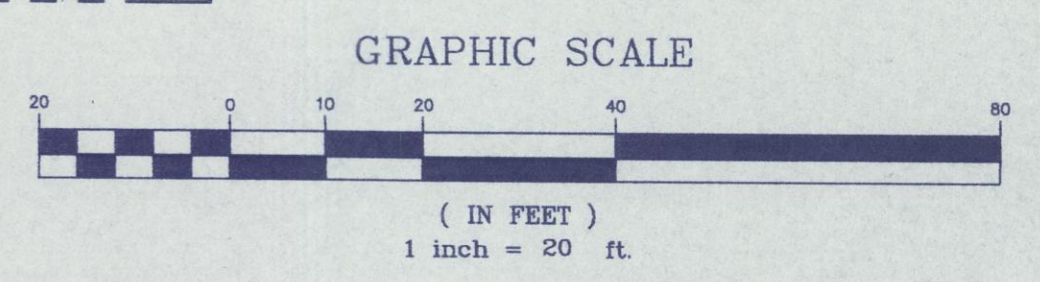 GRAPHIC SCALE
20 0 10 20 40 80
( IN FEET )
1 inch = 20 ft.